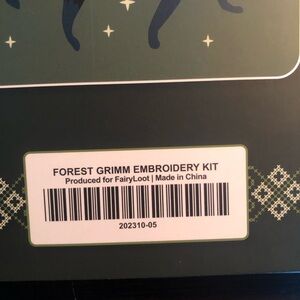 FOREST GRIMM EMBROIDERY KIT
Produced for FairyLoot | Made in China
202310-05